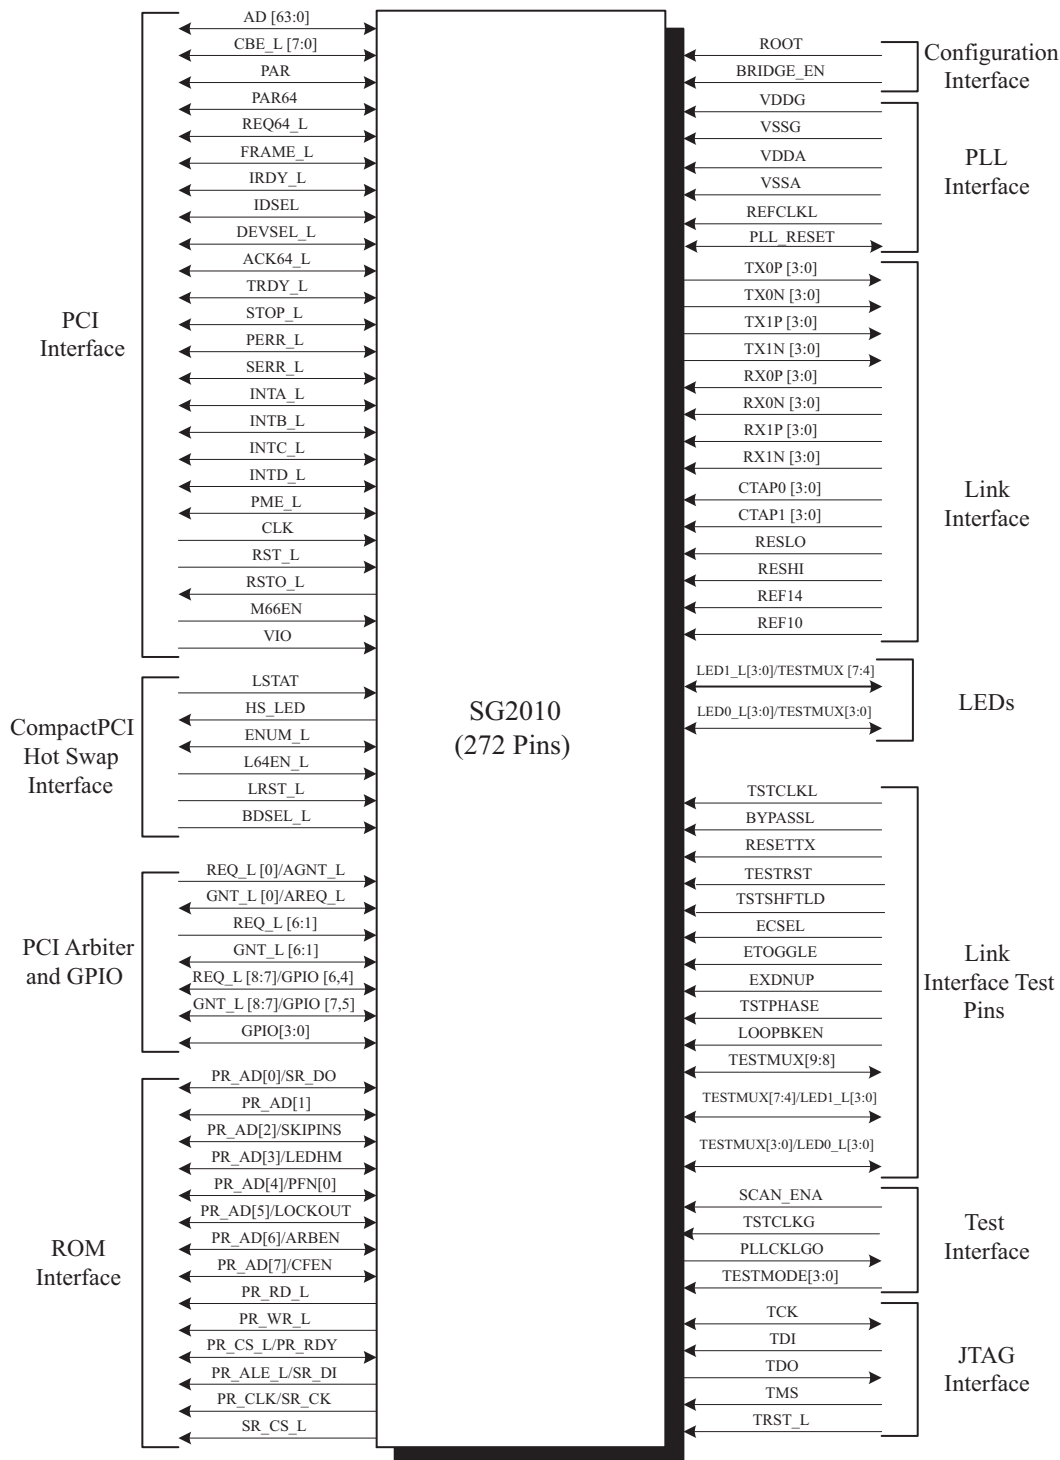 AD [63:0]
CBE_L [7:0]
PAR
PAR64
REQ64_L
FRAME_L
IRDY_L
IDSEL
DEVSEL_L
ACK64_L
TRDY_L
STOP_L
PERR_L
SERR_L
INTA_L
INTB_L
INTC_L
INTD_L
PME_L
CLK
RST_L
RSTO_L
M66EN
VIO
PCI
Interface
LSTAT
HS_LED
ENUM_L
L64EN_L
LRST_L
BDSEL_L
CompactPCI
Hot Swap
Interface
REQ_L [0]/AGNT_L
GNT_L [0]/AREQ_L
REQ_L [6:1]
GNT_L [6:1]
REQ_L [8:7]/GPIO [6,4]
GNT_L [8:7]/GPIO [7,5]
GPIO[3:0]
PCI Arbiter
and GPIO
PR_AD[0]/SR_DO
PR_AD[1]
PR_AD[2]/SKIPINS
PR_AD[3]/LEDHM
PR_AD[4]/PFN[0]
PR_AD[5]/LOCKOUT
PR_AD[6]/ARBEN
PR_AD[7]/CFEN
PR_RD_L
PR_WR_L
PR_CS_L/PR_RDY
PR_ALE_L/SR_DI
PR_CLK/SR_CK
SR_CS_L
ROM
Interface
SG2010
(272 Pins)
ROOT
BRIDGE_EN
Configuration
Interface
VDDG
VSSG
VDDA
VSSA
REFCLKL
PLL_RESET
PLL
Interface
TX0P [3:0]
TX0N [3:0]
TX1P [3:0]
TX1N [3:0]
RX0P [3:0]
RX0N [3:0]
RX1P [3:0]
RX1N [3:0]
CTAP0 [3:0]
CTAP1 [3:0]
RESLO
RESHI
REF14
REF10
Link
Interface
LED1_L[3:0]/TESTMUX [7:4]
LED0_L[3:0]/TESTMUX[3:0]
LEDs
TSTCLKL
BYPASSL
RESETTX
TESTRST
TSTSHFTLD
ECSEL
ETOGGLE
EXDNUP
TSTPHASE
LOOPBKEN
TESTMUX[9:8]
TESTMUX[7:4]/LED1_L[3:0]
TESTMUX[3:0]/LED0_L[3:0]
Link
Interface Test
Pins
SCAN_ENA
TSTCLKG
PLLCKLGO
TESTMODE[3:0]
Test
Interface
TCK
TDI
TDO
TMS
TRST_L
JTAG
Interface